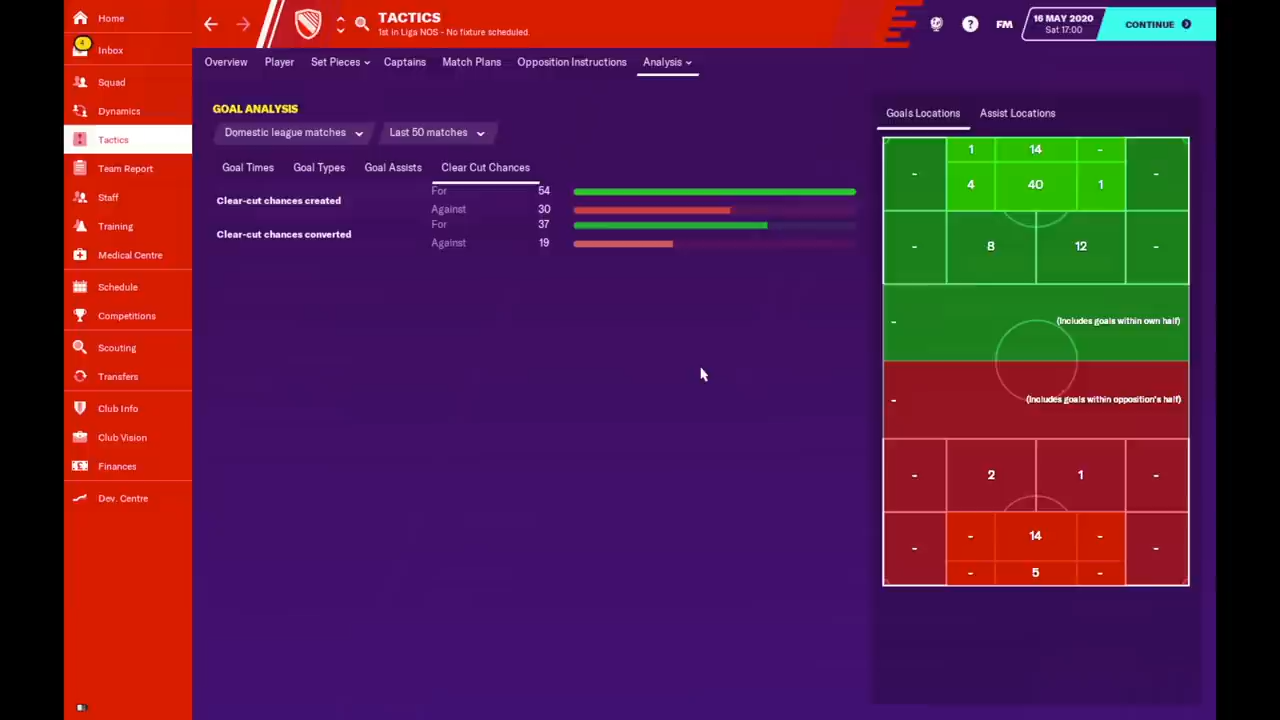 Home
4
Inbox
Squad
Dynamics
Tactics
Team Report
Staff
Training
Medical Centre
Schedule
Competitions
Scouting
Transfers
Club Info
Club Vision
Finances
Dev. Centre
TACTICS
1st in Liga NOS - No fixture scheduled.
?
FM
16 MAY 2020
Sat 17:00
CONTINUE
Overview Player Set Pieces Captains Match Plans Opposition Instructions Analysis
GOAL ANALYSIS
Domestic league matches Last 50 matches
Goal Times Goal Types Goal Assists Clear Cut Chances
Clear-cut chances created
For 54
Against 30
Clear-cut chances converted
For 37
Against 19
Goals Locations Assist Locations
1 14 -
- 4 40 1 -
- 8 12 -
- (Includes goals within own half)
- (Includes goals within opposition's half)
- 2 1 -
- - 14 - -
- 5 -